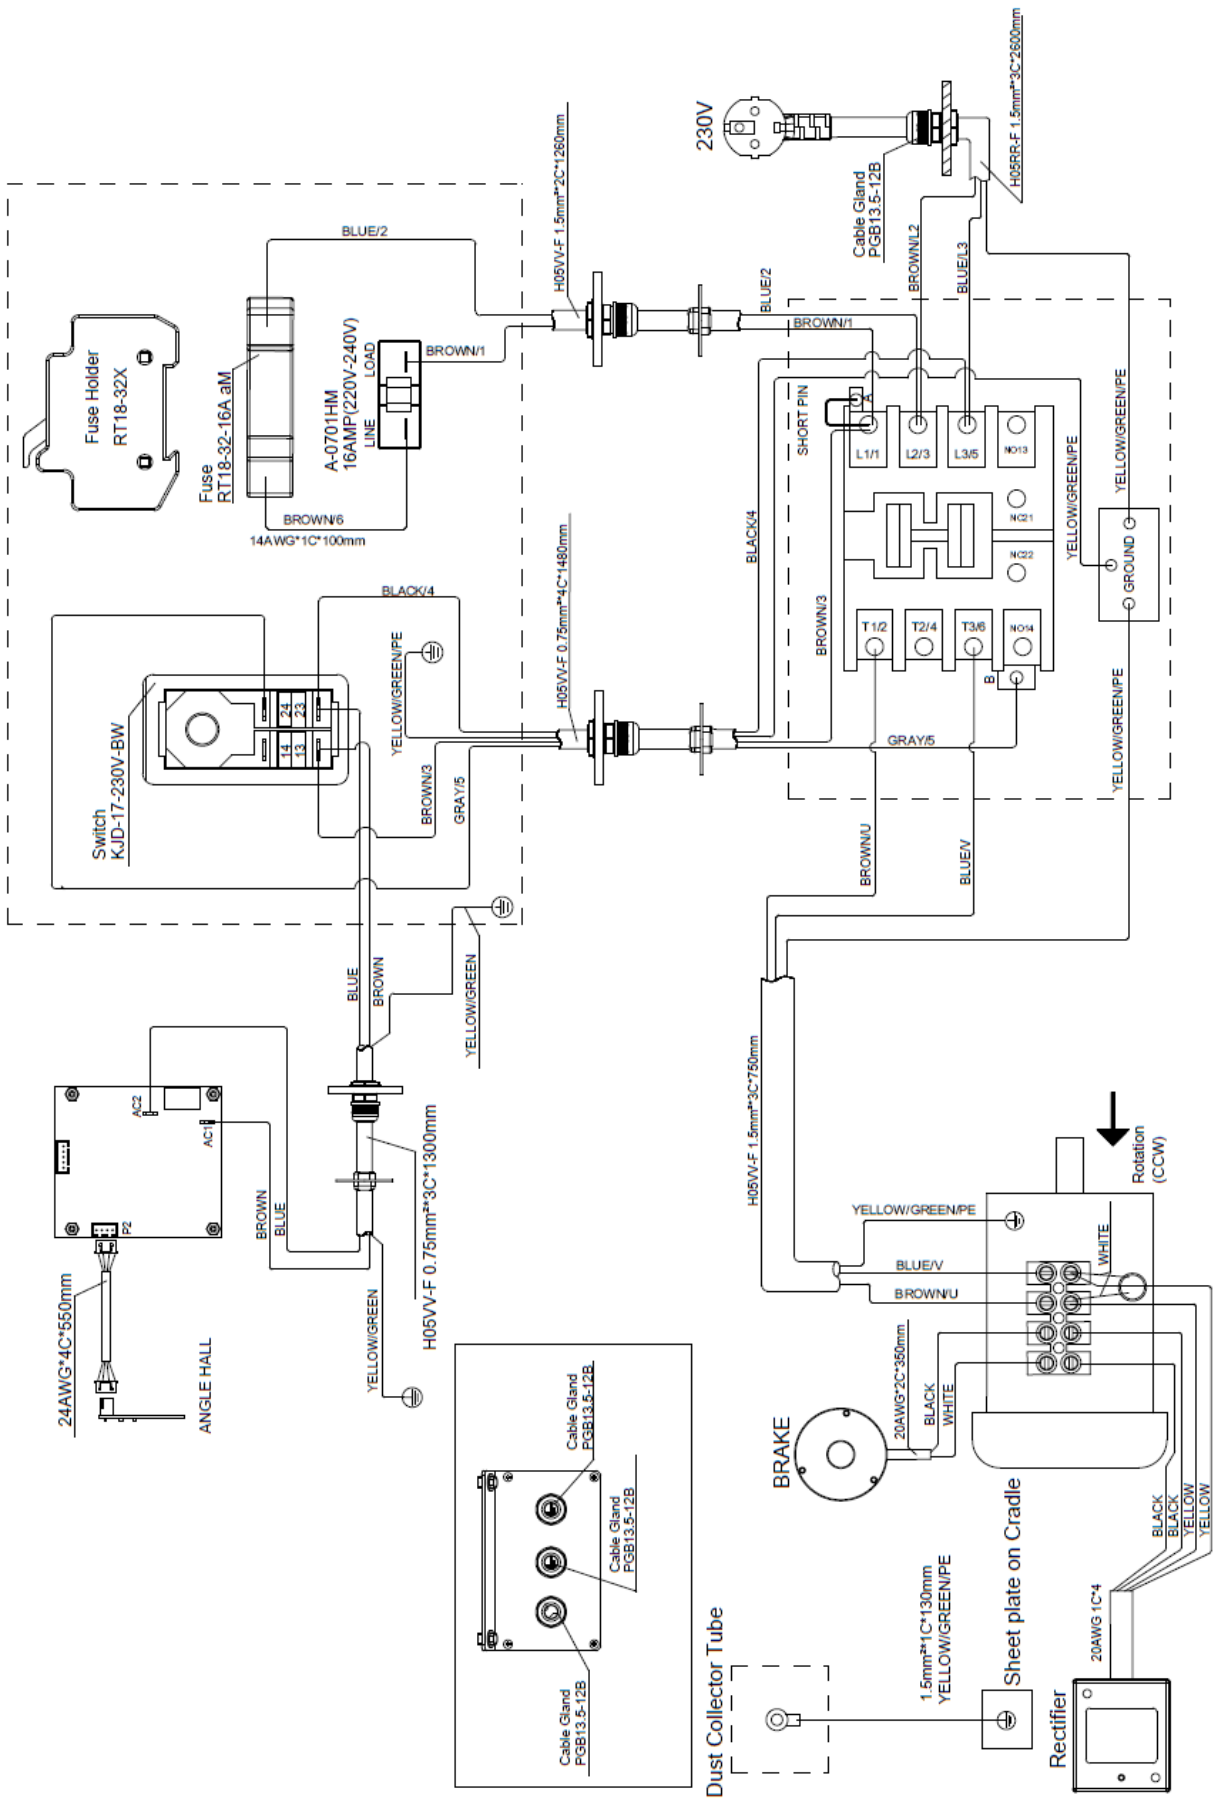 230V
Cable Gland
PGB13.5-12B
H05RR-F 1.5mm²*3C*2600mm
BROWN/L2
BLUE/L3
H05VV-F 1.5mm²*2C*1260mm
BLUE/2
BROWN/1
BLUE/2
BROWN/1
Fuse Holder
RT18-32X
Fuse
RT18-32-16A aM
A-0701HM
16AMP(220V-240V)
LINE
LOAD
BROWN/6
14AWG*1C*100mm
Switch
KJD-17-230V-BW
14
24
13
23
BLACK/4
YELLOW/GREEN/PE
BROWN/3
GRAY/5
H05VV-F 0.75mm²*4C*1480mm
BLACK/4
BROWN/3
GRAY/5
SHORT PIN
A
L1/1
L2/3
L3/5
NO13
NC21
NC22
T1/2
T2/4
T3/6
NO14
B
YELLOW/GREEN/PE
YELLOW/GREEN/PE
GROUND
YELLOW/GREEN/PE
BROWN/U
BLUE/V
BLUE
BROWN
YELLOW/GREEN
AC2
AC1
P2
BROWN
BLUE
24AWG*4C*550mm
ANGLE HALL
YELLOW/GREEN
H05VV-F 0.75mm²*3C*1300mm
H05VV-F 1.5mm²*3C*750mm
YELLOW/GREEN/PE
BLUE/V
BROWN/U
WHITE
Rotation
(CCW)
BRAKE
20AWG*2C*350mm
BLACK
WHITE
BLACK
BLACK
YELLOW
YELLOW
20AWG 1C*4
Rectifier
Cable Gland
PGB13.5-12B
Cable Gland
PGB13.5-12B
Cable Gland
PGB13.5-12B
Dust Collector Tube
1.5mm²*1C*130mm
YELLOW/GREEN/PE
Sheet plate on Cradle